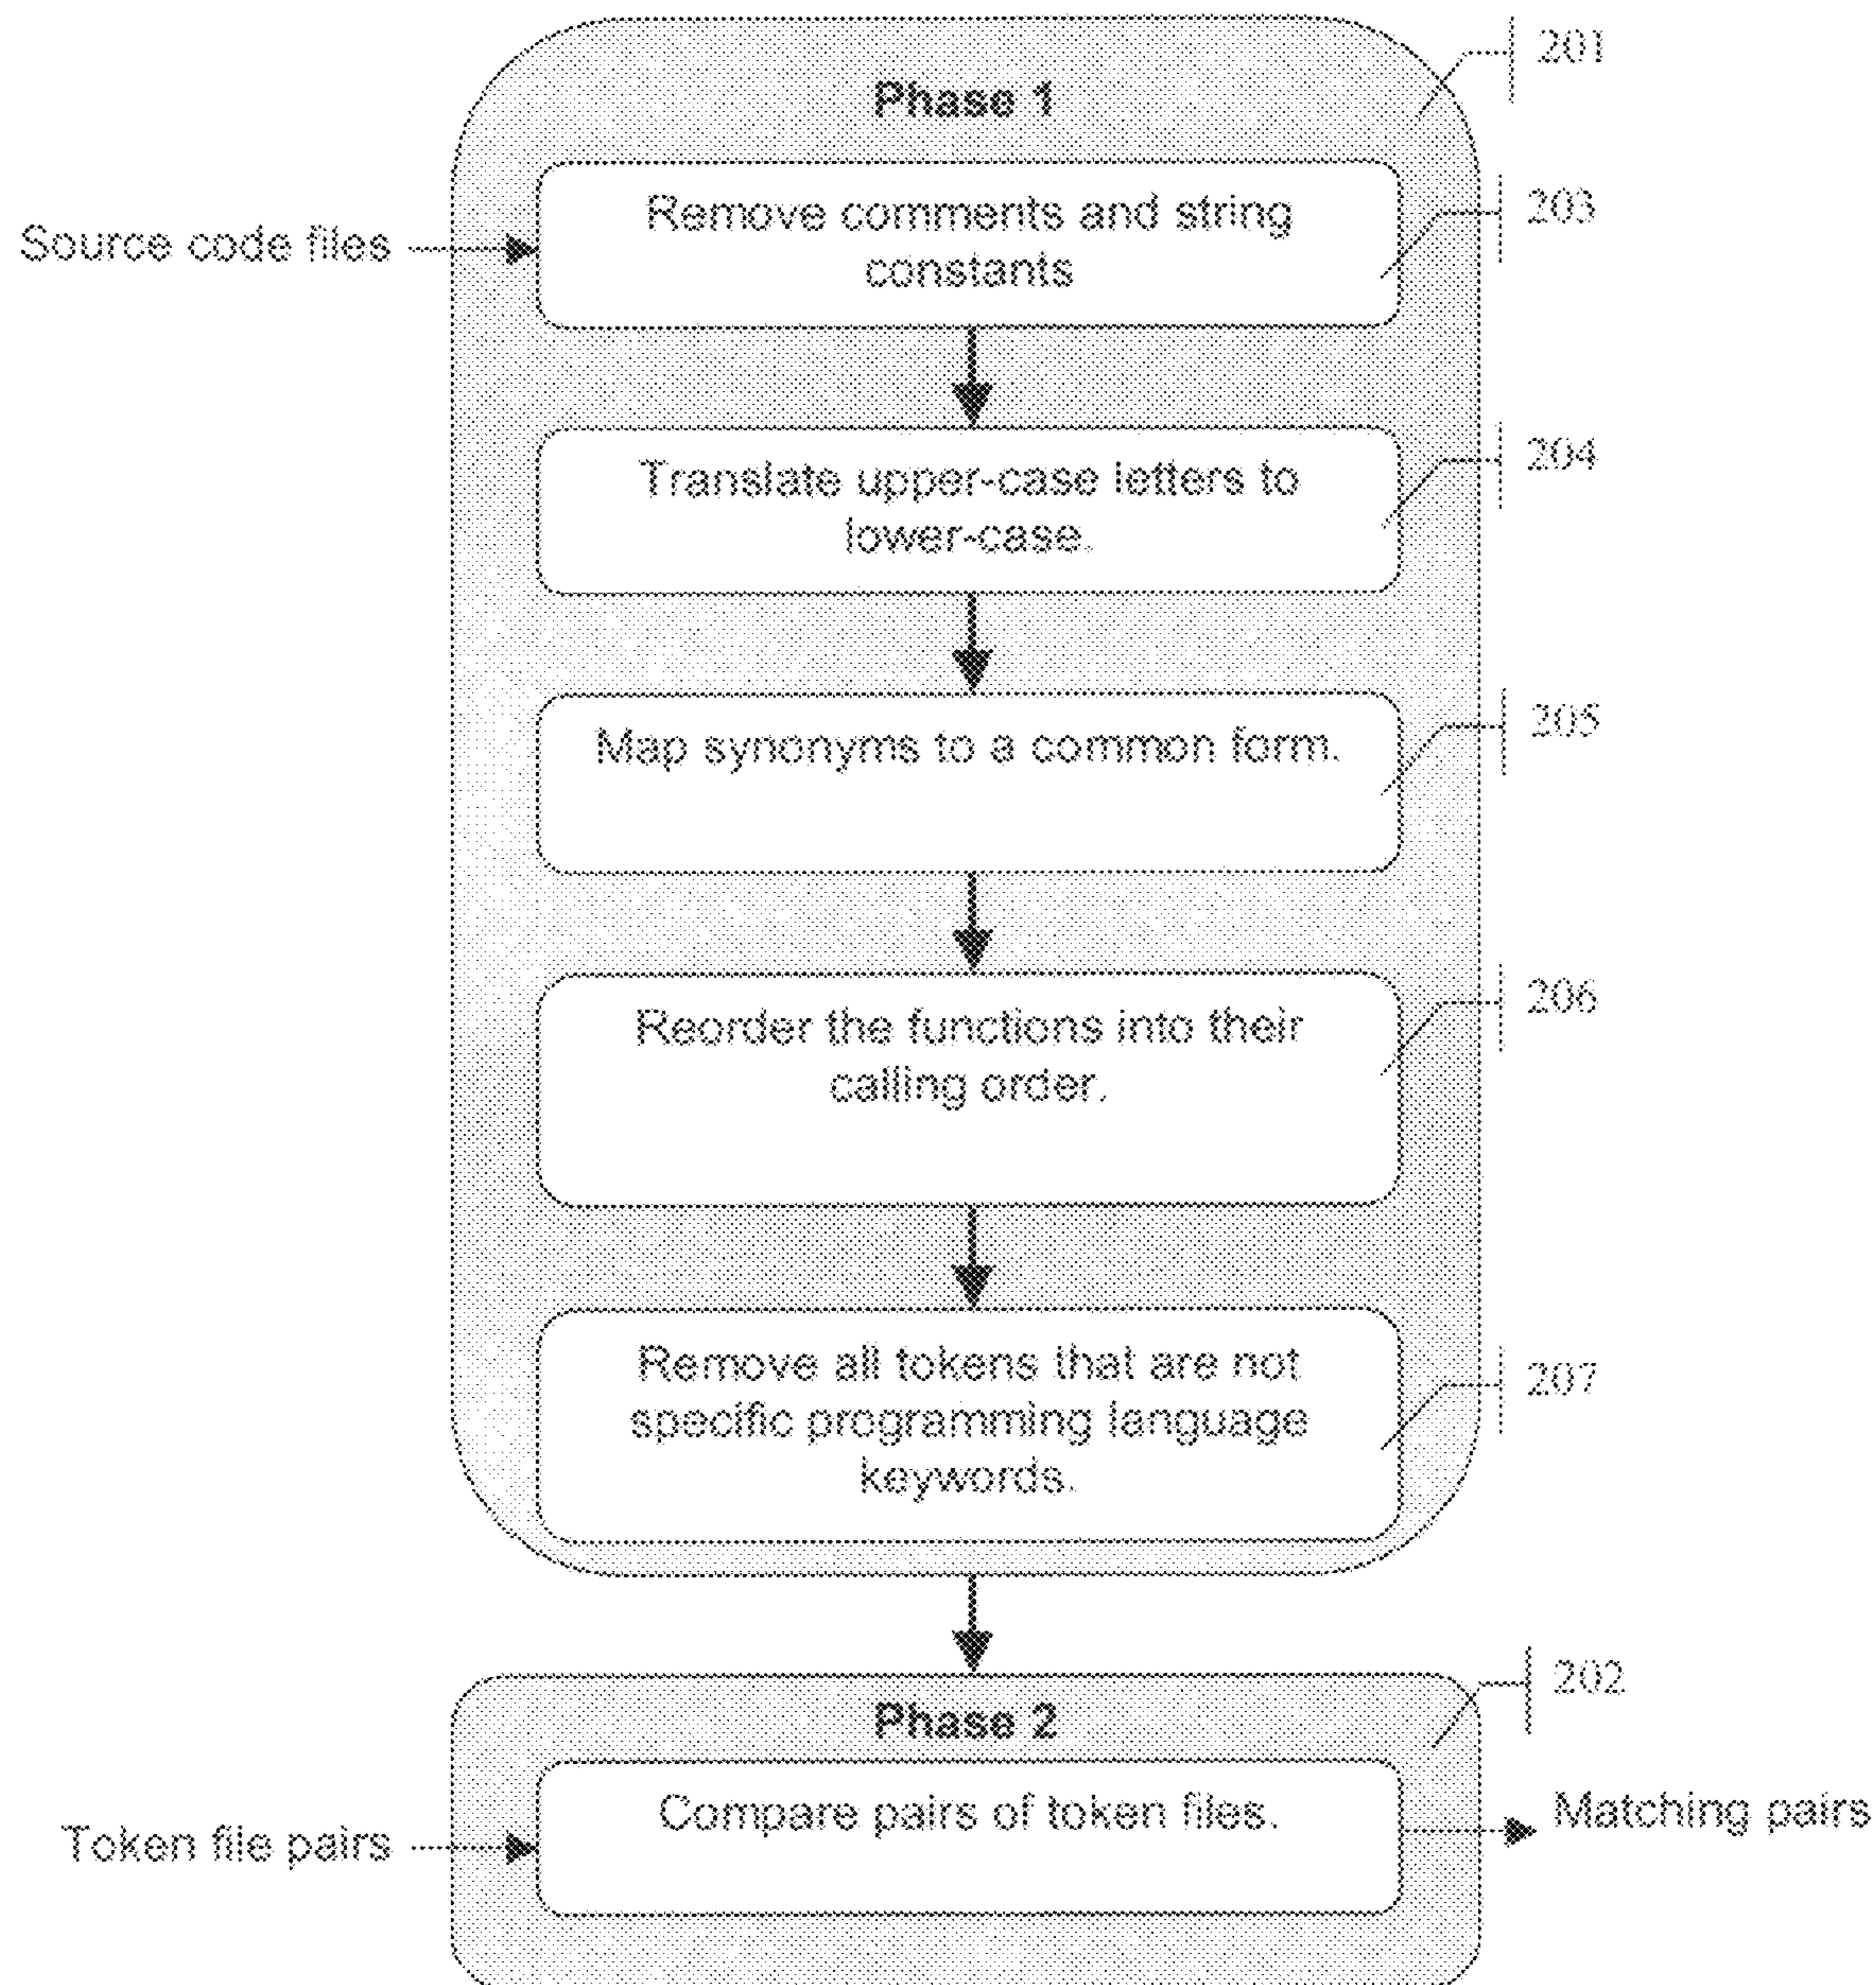 Phase 1
201
Source code files
Remove comments and string
constants
203
Translate upper-case letters to
lower-case.
204
Map synonyms to a common form.
205
Reorder the functions into their
calling order.
206
Remove all tokens that are not
specific programming language
keywords.
207
Phase 2
202
Token file pairs
Compare pairs of token files.
Matching pairs